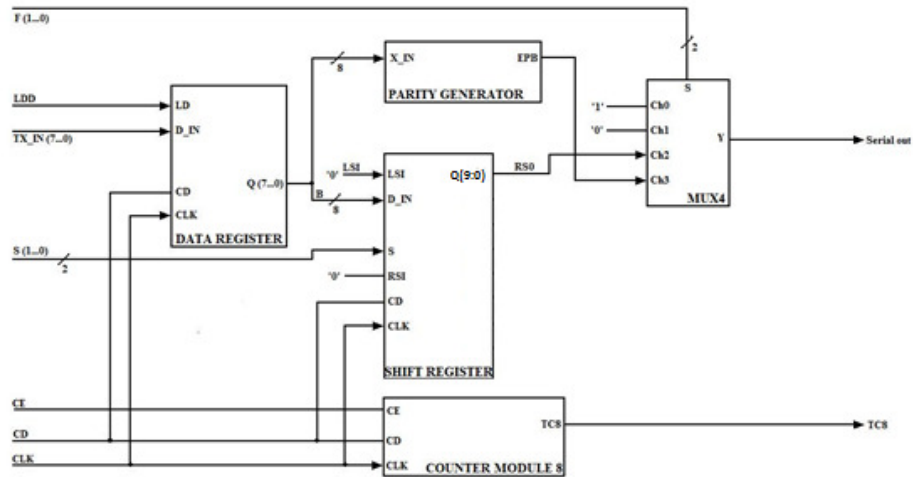 F (1...0)
2
LDD
TX_IN (7...0)
LD
D_IN
Q (7...0)
CD
CLK
DATA REGISTER
8
X_IN
EPB
PARITY GENERATOR
S
'1'
Ch0
'0'
Ch1
Ch2
Ch3
Y
MUX4
Serial out
'0'
LSI
LSI
Q[9:0)
RS0
B
8
D_IN
S (1...0)
2
S
'0'
RSI
CD
CLK
SHIFT REGISTER
CE
CD
CLK
CE
CD
CLK
TC8
COUNTER MODULE 8
TC8